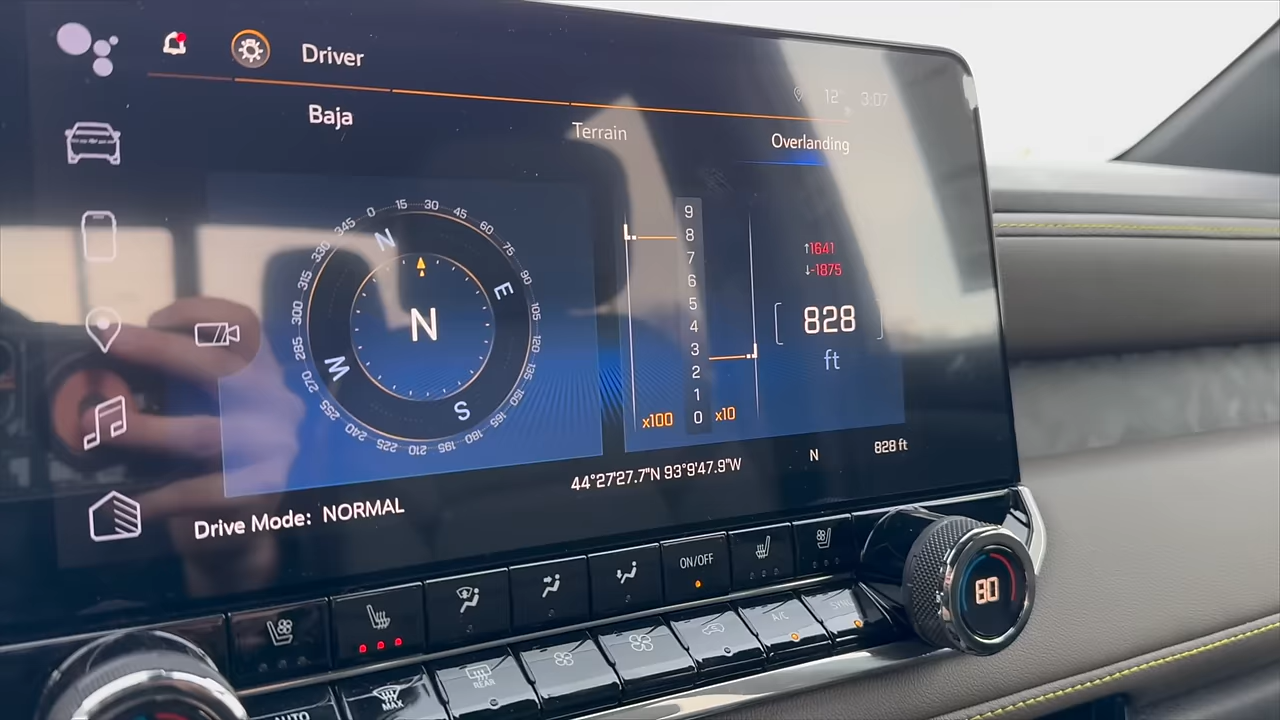 Driver
12° 3:07
Baja
Terrain
Overlanding
0 15 30 45 60 75 90 105 120 135 150 165 180 195 210 225 240 255 270 285 300 315 330 345
N
E
S
W
N
9
8
7
6
5
4
3
2
1
0
x100
x10
↑1641
↓-1875
828
ft
44°27'27.7"N 93°9'47.9"W
N
828 ft
Drive Mode: NORMAL
ON/OFF
80
A/C
SYNC
REAR
MAX
AUTO